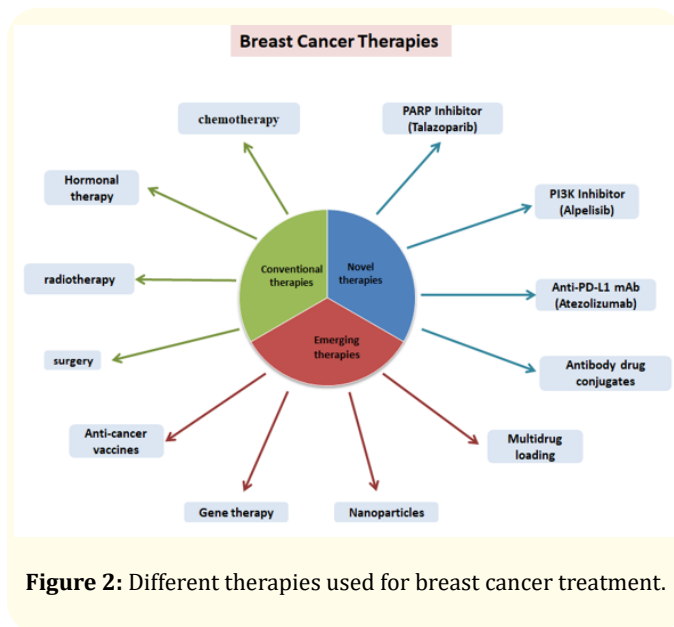 Breast Cancer Therapies
chemotherapy
PARP Inhibitor
(Talazoparib)
Hormonal
therapy
PI3K Inhibitor
(Alpelisib)
radiotherapy
Conventional
therapies
Novel
therapies
Anti-PD-L1 mAb
(Atezolizumab)
surgery
Emerging
therapies
Antibody drug
conjugates
Anti-cancer
vaccines
Multidrug
loading
Gene therapy
Nanoparticles
Figure 2: Different therapies used for breast cancer treatment.